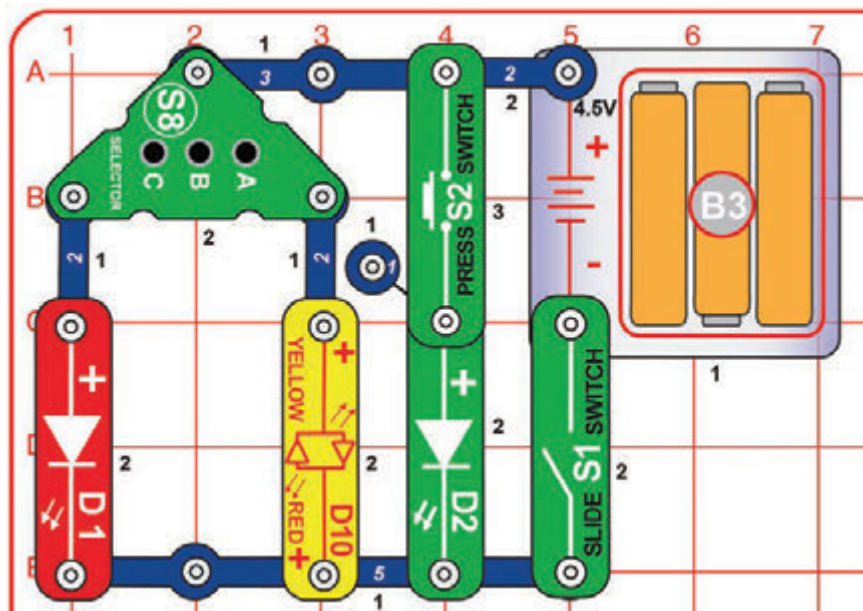 1 2 3 4 5 6 7
A
B
C
D
E
1
3
2
2
4.5V
+
-
B3
1
S8
SELECTOR
C B A
2
2
1
1
2
1
1
PRESS S2 SWITCH
3
+
D1
2
YELLOW
+
D10
RED+
2
+
D2
2
SLIDE S1 SWITCH
2
5
1